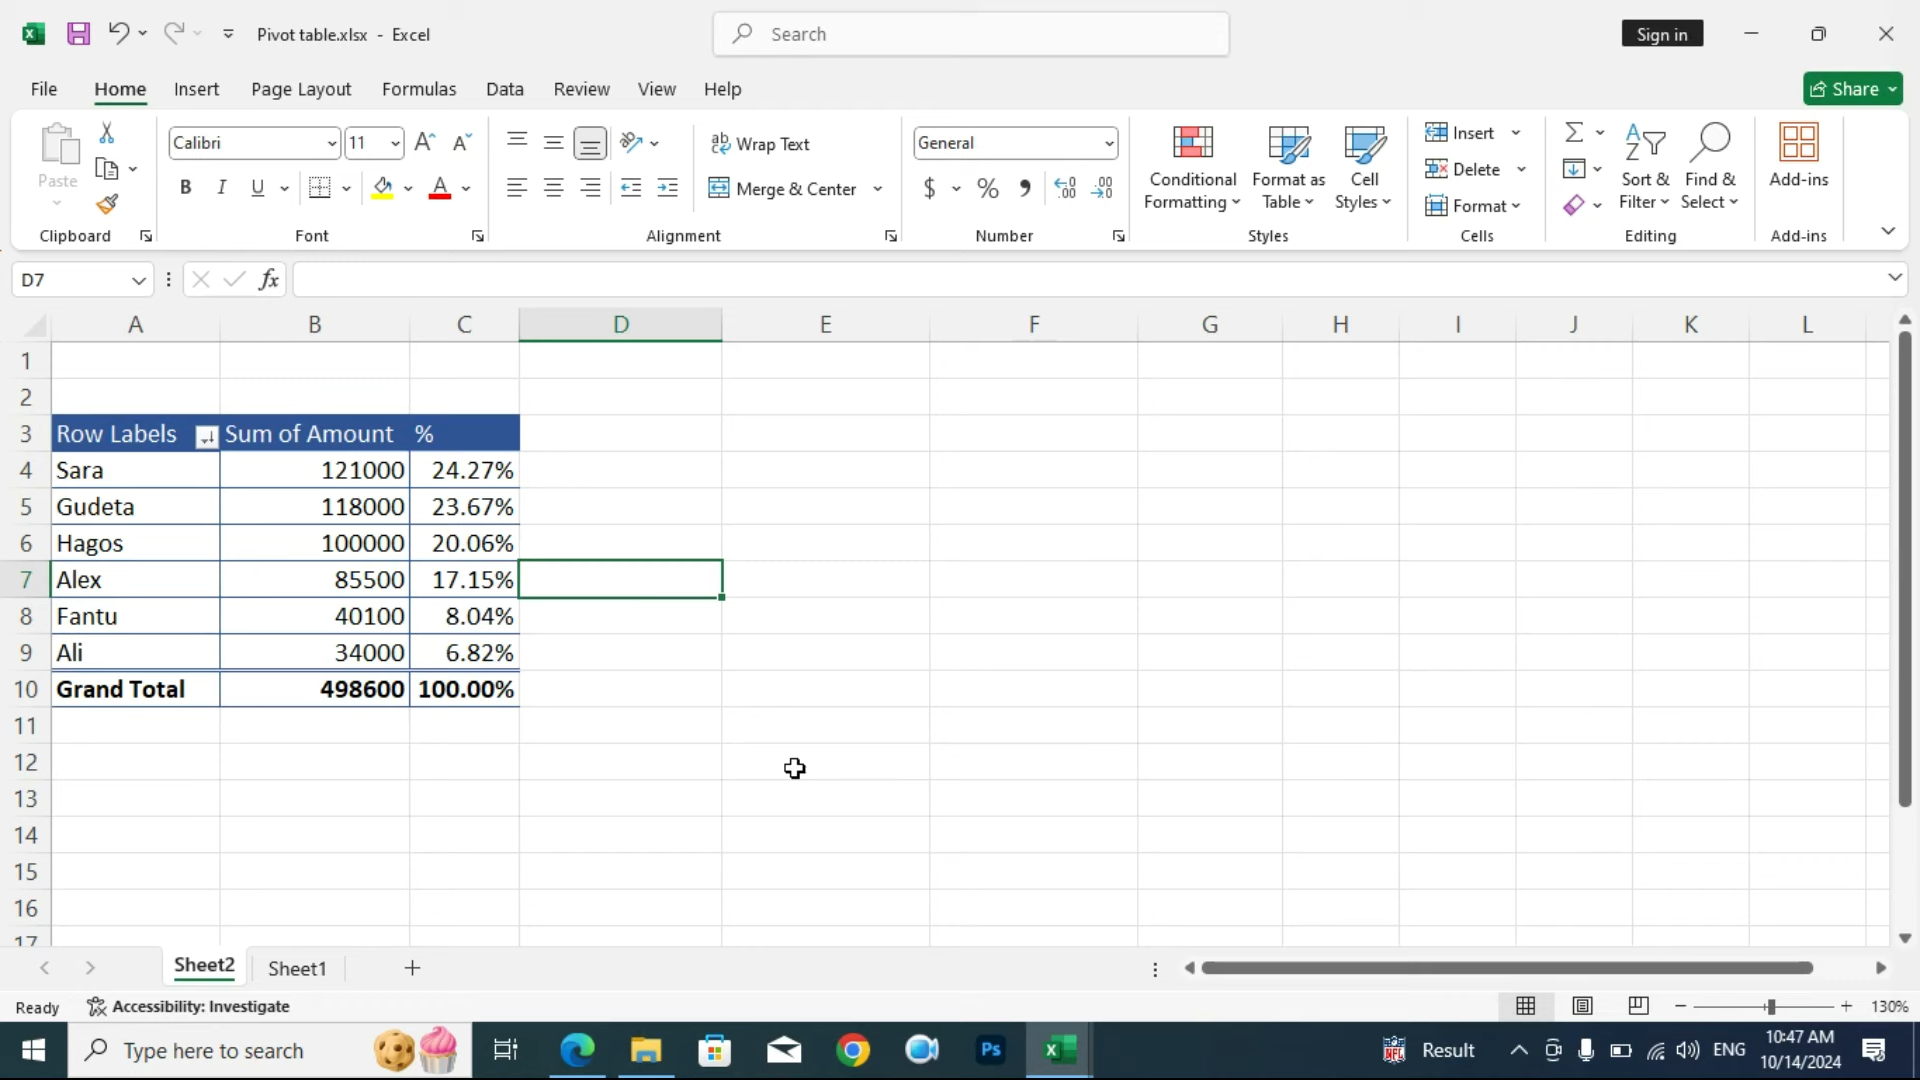 Pivot table.xlsx - Excel
Search
Sign in
File Home Insert Page Layout Formulas Data Review View Help
Share
Paste
Clipboard
Calibri 11
B I U A
Font
Wrap Text
Merge & Center
Alignment
General
$ %
Number
Conditional Formatting
Format as Table
Cell Styles
Styles
Insert
Delete
Format
Cells
Sort & Filter
Find & Select
Editing
Add-ins
Add-ins
D7 fx
A B C D E F G H I J K L
1
2
3 Row Labels Sum of Amount %
4 Sara 121000 24.27%
5 Gudeta 118000 23.67%
6 Hagos 100000 20.06%
7 Alex 85500 17.15%
8 Fantu 40100 8.04%
9 Ali 34000 6.82%
10 Grand Total 498600 100.00%
11
12
13
14
15
16
17
Sheet2 Sheet1
Ready Accessibility: Investigate 130%
Type here to search
Ps
NFL Result ENG
10:47 AM
10/14/2024